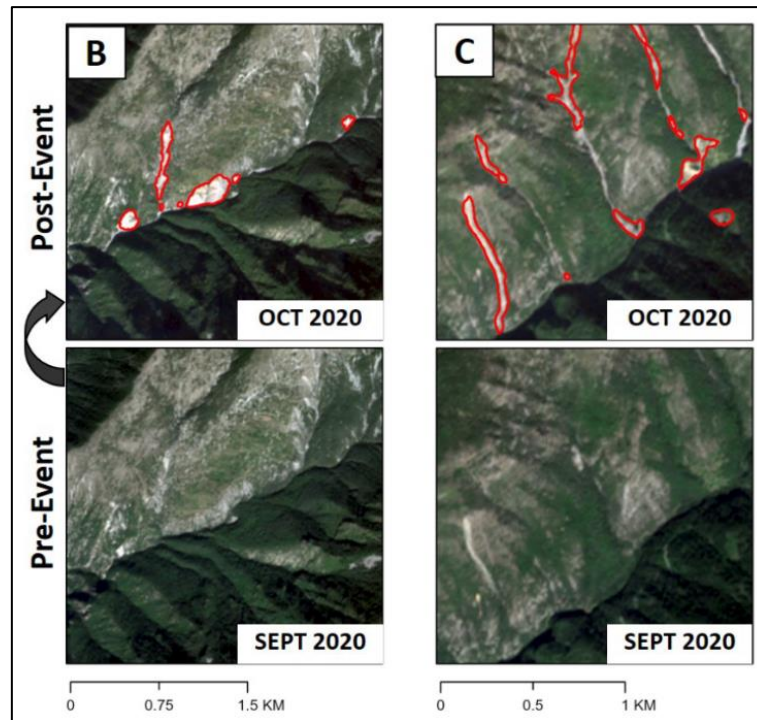 Post-Event
B
OCT 2020
C
OCT 2020
Pre-Event
SEPT 2020
SEPT 2020
0 0.75 1.5 KM
0 0.5 1 KM